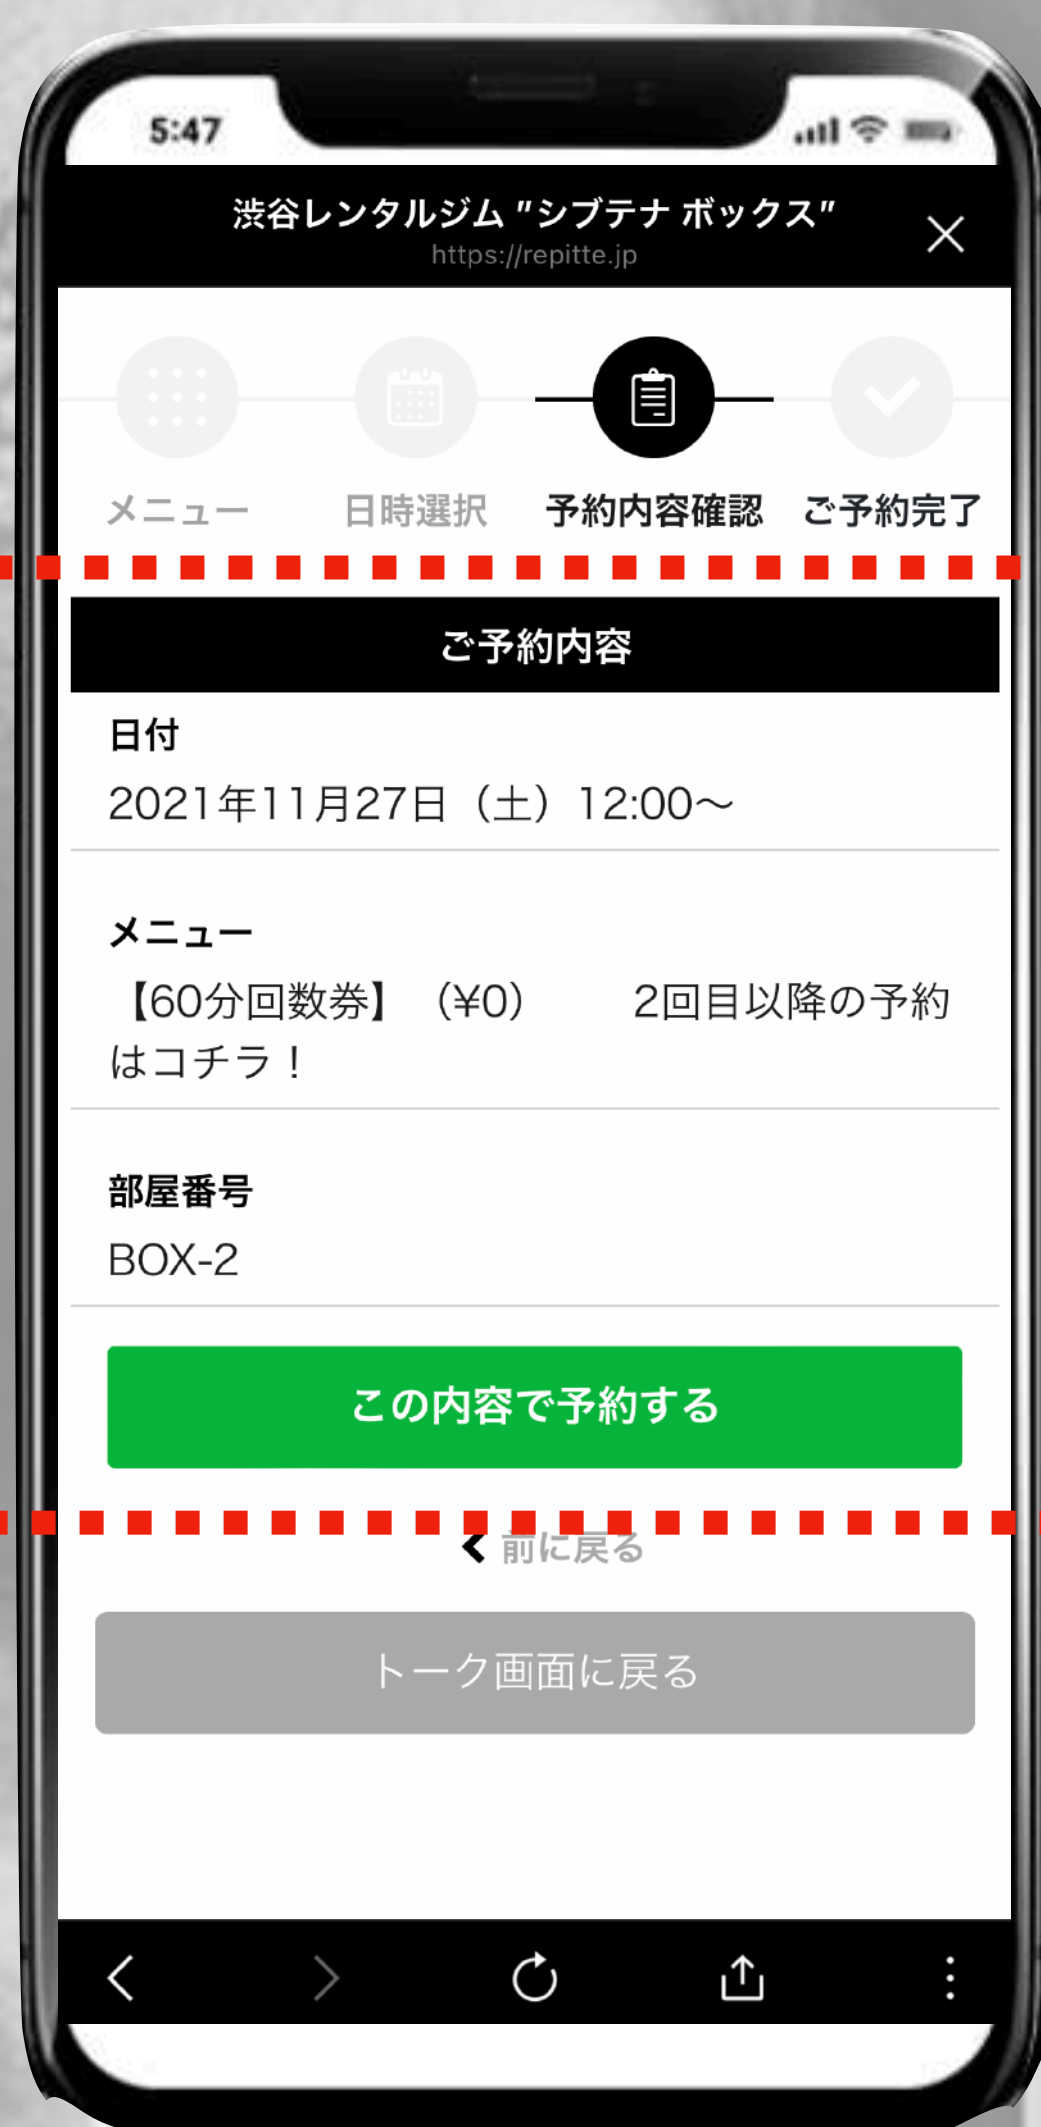 5:47
渋谷レンタルジム "シブテナ ボックス"
https://repitte.jp
メニュー 日時選択 予約内容確認 ご予約完了
ご予約内容
日付
2021年11月27日（土）12:00〜
メニュー
【60分回数券】（¥0）　　2回目以降の予約
はコチラ！
部屋番号
BOX-2
この内容で予約する
前に戻る
トーク画面に戻る